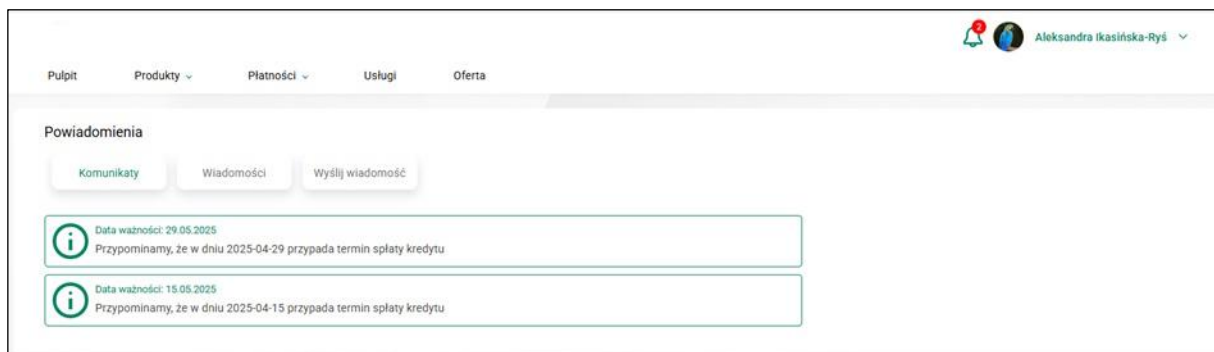 2
Aleksandra Ikasińska-Ryś
Pulpit Produkty Płatności Usługi Oferta
Powiadomienia
Komunikaty Wiadomości Wyślij wiadomość
Data ważności: 29.05.2025
Przypominamy, że w dniu 2025-04-29 przypada termin spłaty kredytu
Data ważności: 15.05.2025
Przypominamy, że w dniu 2025-04-15 przypada termin spłaty kredytu